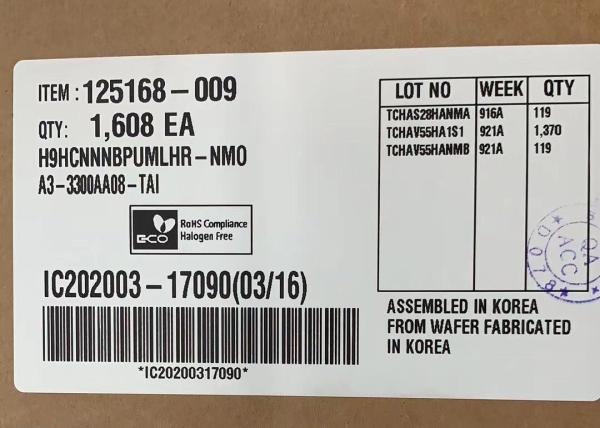 ITEM : 125168-009
QTY: 1,608 EA
H9HCNNNBPUMLHR-NMO
A3-3300AA08-TAI
ECO RoHS Compliance
Halogen Free
IC202003-17090(03/16)
*IC20200317090*
LOT NO WEEK QTY
TCHAS28HANMA 916A 119
TCHAV55HA1S1 921A 1,370
TCHAV55HANMB 921A 119
QA
ACC
ASSEMBLED IN KOREA
FROM WAFER FABRICATED
IN KOREA